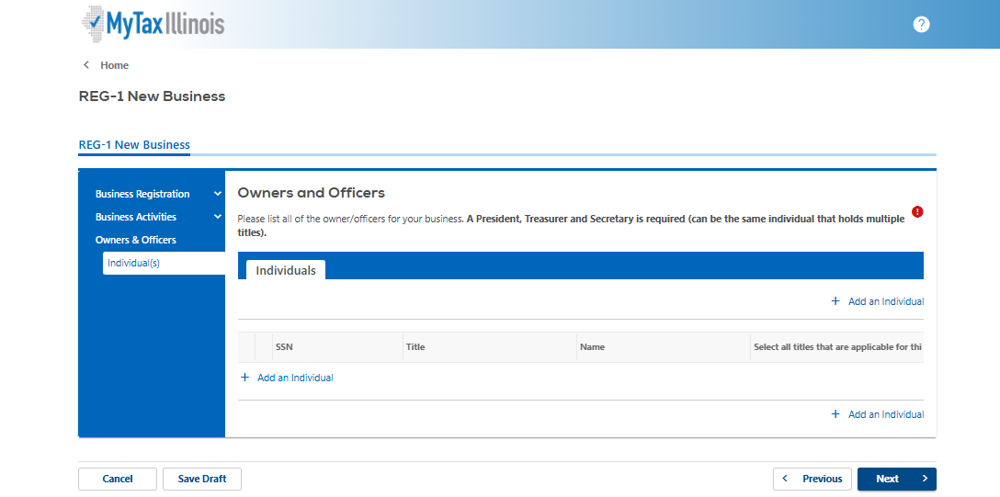 MyTax Illinois
?
Home
REG-1 New Business
REG-1 New Business
Business Registration
Business Activities
Owners & Officers
Individual(s)
Owners and Officers
Please list all of the owner/officers for your business. A President, Treasurer and Secretary is required (can be the same individual that holds multiple
titles).
!
Individuals
+ Add an Individual
SSN Title Name Select all titles that are applicable for thi
+ Add an Individual
+ Add an Individual
Cancel Save Draft < Previous Next >